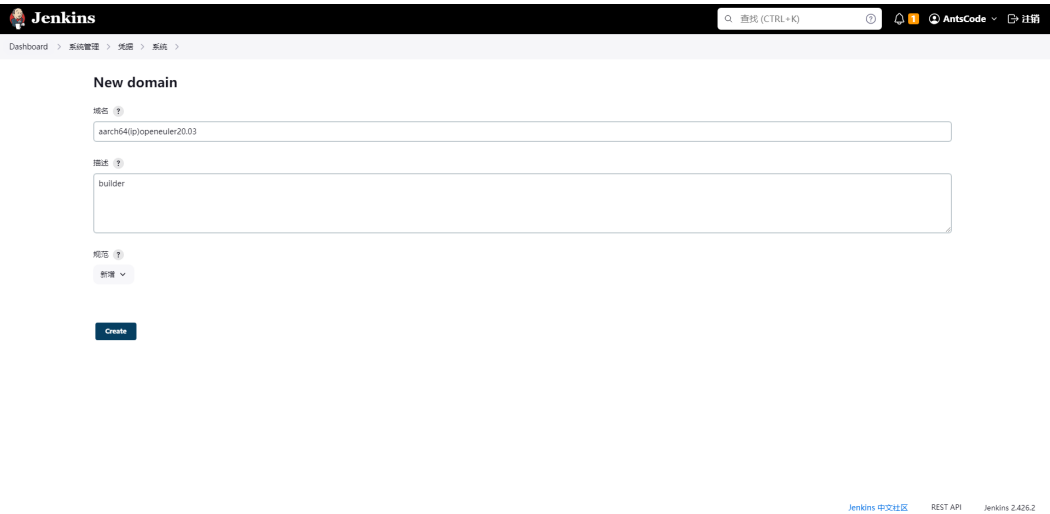 Jenkins
查找 (CTRL+K)
1
AntsCode
注销
Dashboard > 系统管理 > 凭据 > 系统 >
New domain
域名 ?
aarch64(ip)openeuler20.03
描述 ?
builder
规范 ?
新增
Create
Jenkins 中文社区
REST API
Jenkins 2.426.2